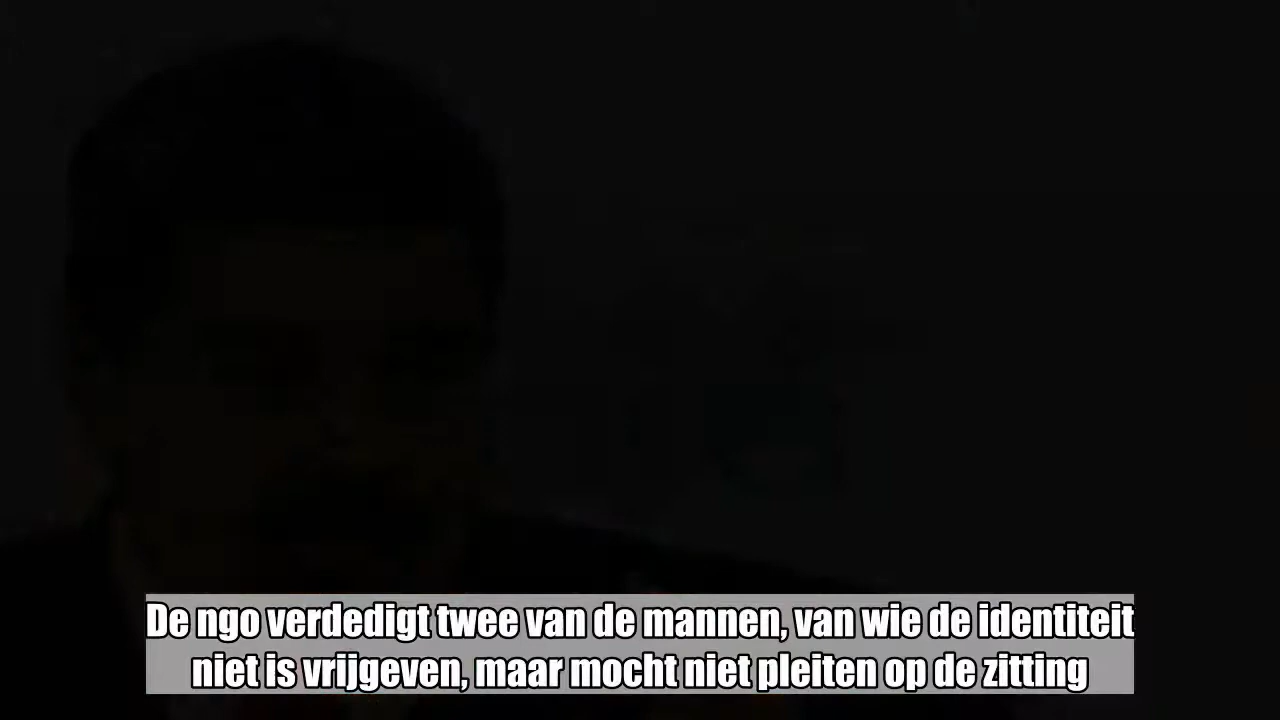 De ngo verdedigt twee van de mannen, van wie de identiteit
niet is vrijgeven, maar mocht niet pleiten op de zitting